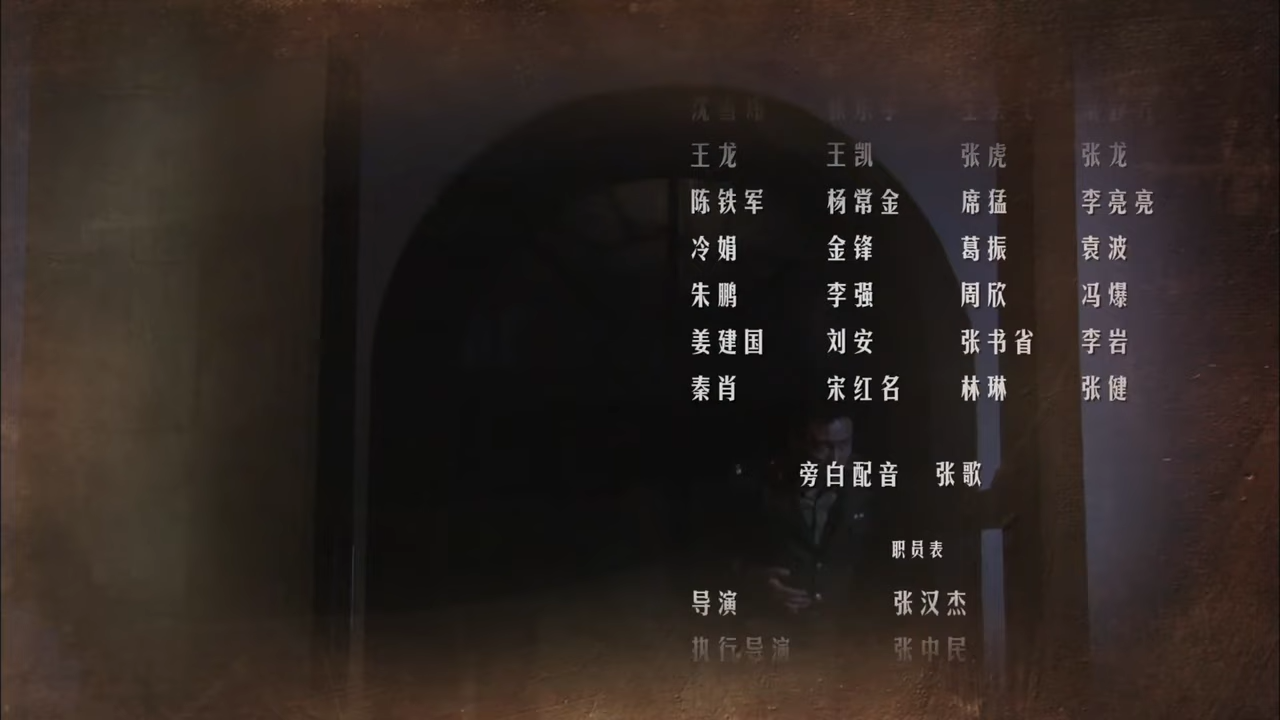 王龙 王凯 张虎 张龙
陈铁军 杨常金 席猛 李亮亮
冷娟 金锋 葛振 袁波
朱鹏 李强 周欣 冯爆
姜建国 刘安 张书省 李岩
秦肖 宋红名 林琳 张健
旁白配音 张歌
职员表
导演 张汉杰
执行导演 张中民